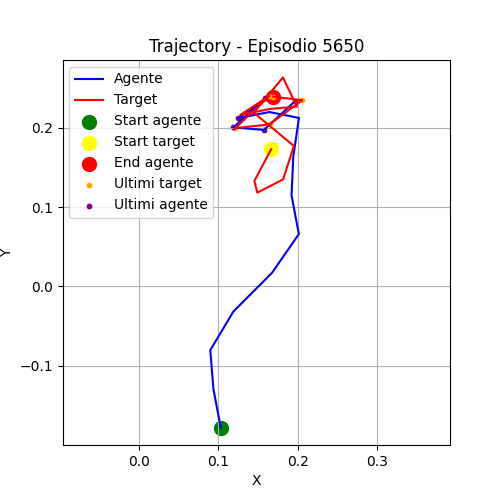 Trajectory - Episodio 5650
Agente
Target
Start agente
Start target
End agente
Ultimi target
Ultimi agente
Y
0.2
0.1
0.0
−0.1
0.0
0.1
0.2
0.3
X